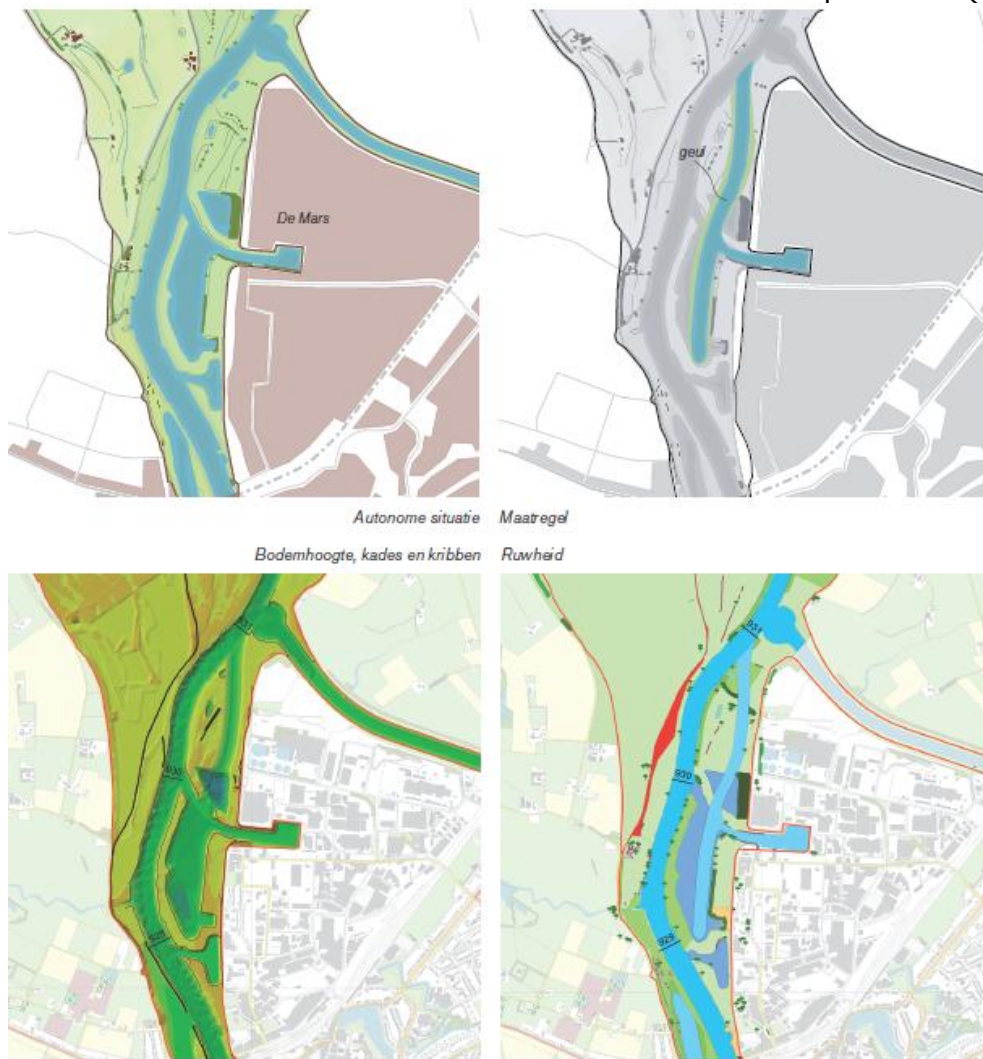 De Mars
geul
Autonome situatie Maatregel
Bodemhoogte, kades en kribben Ruwheid
931
930
929
931
930
929